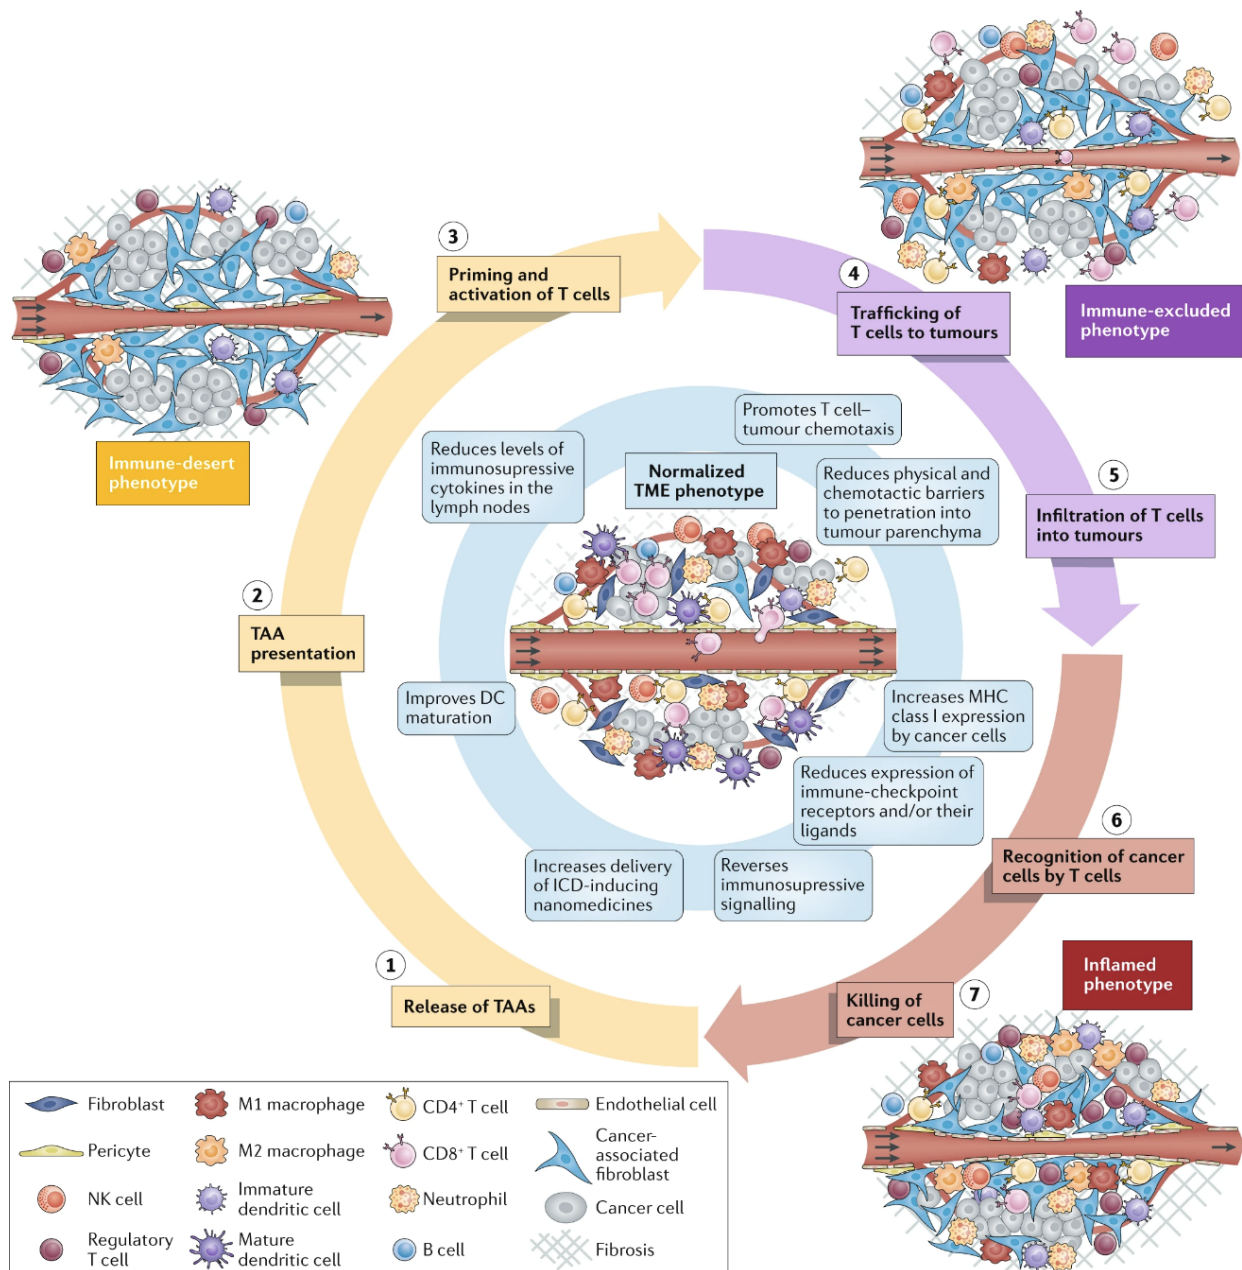 3
Priming and
activation of T cells
4
Trafficking of
T cells to tumours
Immune-excluded
phenotype
Immune-desert
phenotype
Reduces levels of
immunosupressive
cytokines in the
lymph nodes
Normalized
TME phenotype
Promotes T cell–
tumour chemotaxis
Reduces physical and
chemotactic barriers
to penetration into
tumour parenchyma
5
Infiltration of T cells
into tumours
2
TAA
presentation
Improves DC
maturation
Increases MHC
class I expression
by cancer cells
Reduces expression of
immune-checkpoint
receptors and/or their
ligands
6
Recognition of cancer
cells by T cells
Increases delivery
of ICD-inducing
nanomedicines
Reverses
immunosupressive
signalling
1
Release of TAAs
Killing of
cancer cells
7
Inflamed
phenotype
Fibroblast
M1 macrophage
CD4+ T cell
Endothelial cell
Pericyte
M2 macrophage
CD8+ T cell
Cancer-
associated
fibroblast
NK cell
Immature
dendritic cell
Neutrophil
Cancer cell
Regulatory
T cell
Mature
dendritic cell
B cell
Fibrosis